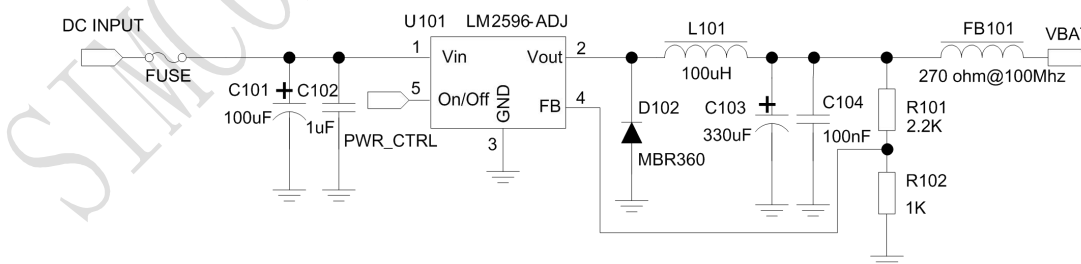 DC INPUT
FUSE
C101
100uF
C102
1uF
U101 LM2596-ADJ
1
Vin
Vout
2
5
On/Off
GND
FB
4
3
PWR_CTRL
D102
MBR360
L101
100uH
C103
330uF
C104
100nF
FB101
270 ohm@100Mhz
VBAT
R101
2.2K
R102
1K
SIMCO